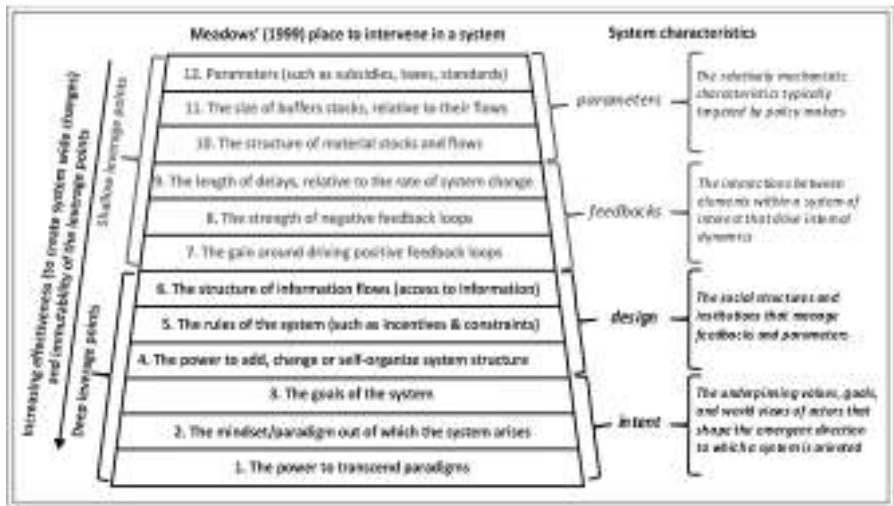 Meadows' (1999) place to intervene in a system
System characteristics
12. Parameters (such as subsidies, taxes, standards)
11. The size of buffers stocks, relative to their flows
10. The structure of material stocks and flows
9. The length of delays, relative to the rate of system change
8. The strength of negative feedback loops
7. The gain around driving positive feedback loops
6. The structure of information flows (access to information)
5. The rules of the system (such as incentives & constraints)
4. The power to add, change or self-organize system structure
3. The goals of the system
2. The mindset/paradigm out of which the system arises
1. The power to transcend paradigms
parameters
The relatively mechanistic
characteristics typically
targeted by policy makers
feedbacks
The interactions between
elements within a system of
interest that drive internal
dynamics
design
The social structures and
institutions that manage
feedbacks and parameters
intent
The underpinning values, goals,
and world views of actors that
shape the emergent direction
to which a system is oriented
Increasing effectiveness (to create system wide changes)
and immutability of the leverage points
Shallow leverage points
Deep leverage points